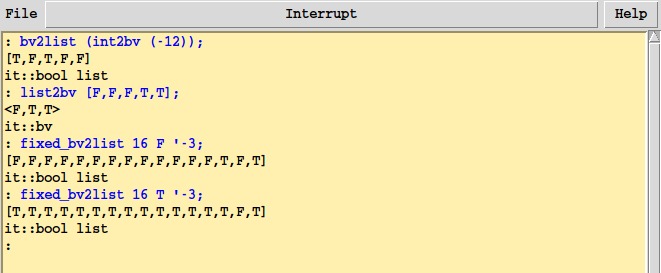 File Interrupt Help
: bv2list (int2bv (-12));
[T,F,T,F,F]
it::bool list
: list2bv [F,F,F,T,T];
<F,T,T>
it::bv
: fixed_bv2list 16 F '-3;
[F,F,F,F,F,F,F,F,F,F,F,F,F,T,F,T]
it::bool list
: fixed_bv2list 16 T '-3;
[T,T,T,T,T,T,T,T,T,T,T,T,T,T,F,T]
it::bool list
: